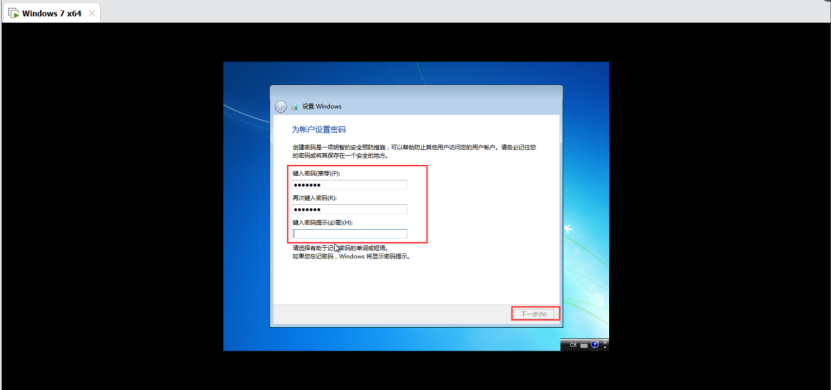 Windows 7 x64
设置 Windows
为帐户设置密码
创建密码是一项明智的安全预防措施，可以帮助防止其他用户访问您的用户帐户。请务必记住您
的密码或将其保存在一个安全的地方。
键入密码(推荐)(P):
再次键入密码(R):
键入密码提示(必需)(H):
请选择有助于记住密码的单词或短语。
如果您忘记密码，Windows 将显示密码提示。
下一步(N)
CH